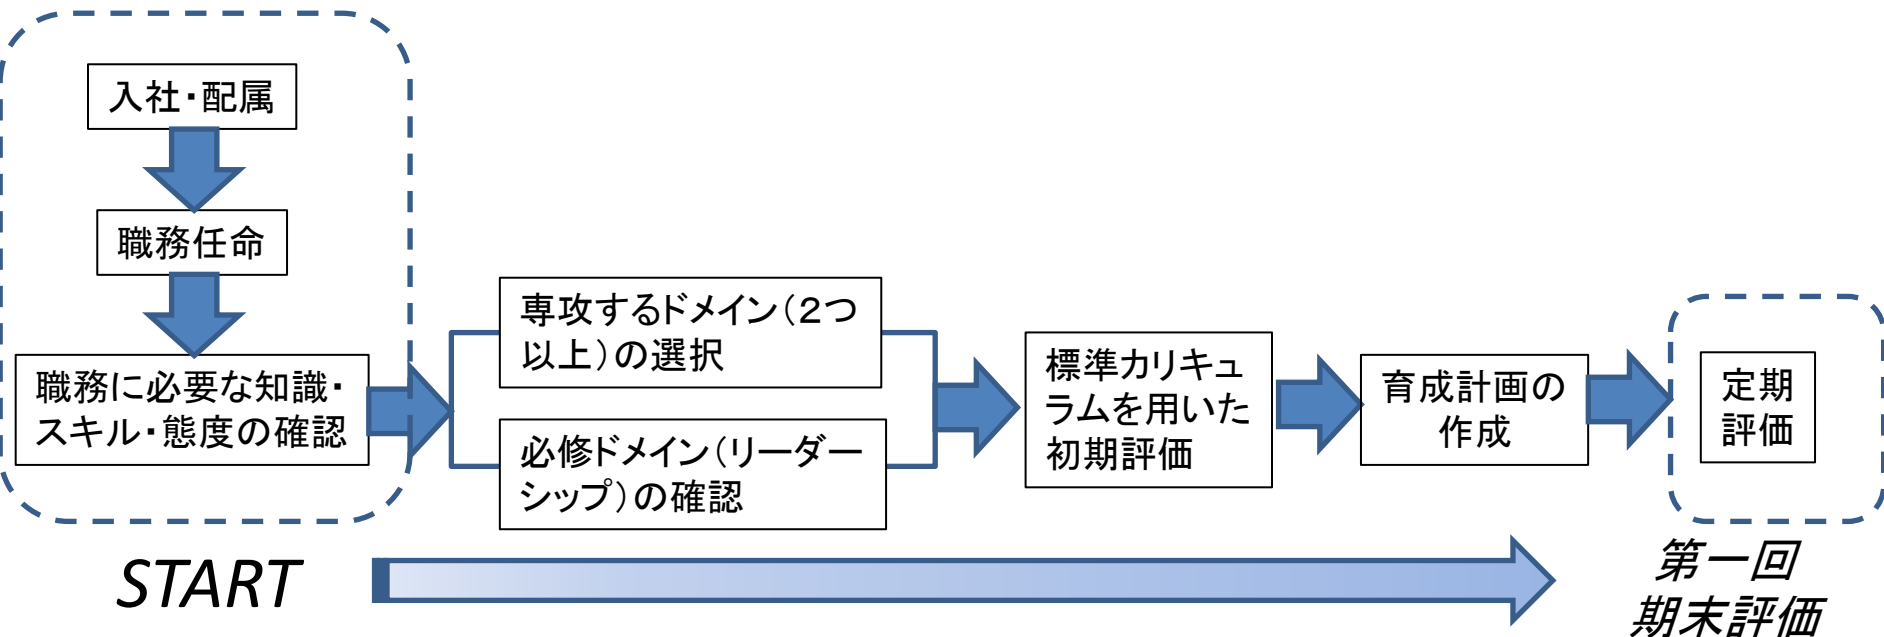 入社・配属
職務任命
職務に必要な知識・
スキル・態度の確認
専攻するドメイン（２つ
以上）の選択
必修ドメイン（リーダー
シップ）の確認
標準カリキュ
ラムを用いた
初期評価
育成計画の
作成
定期
評価
START
第一回
期末評価